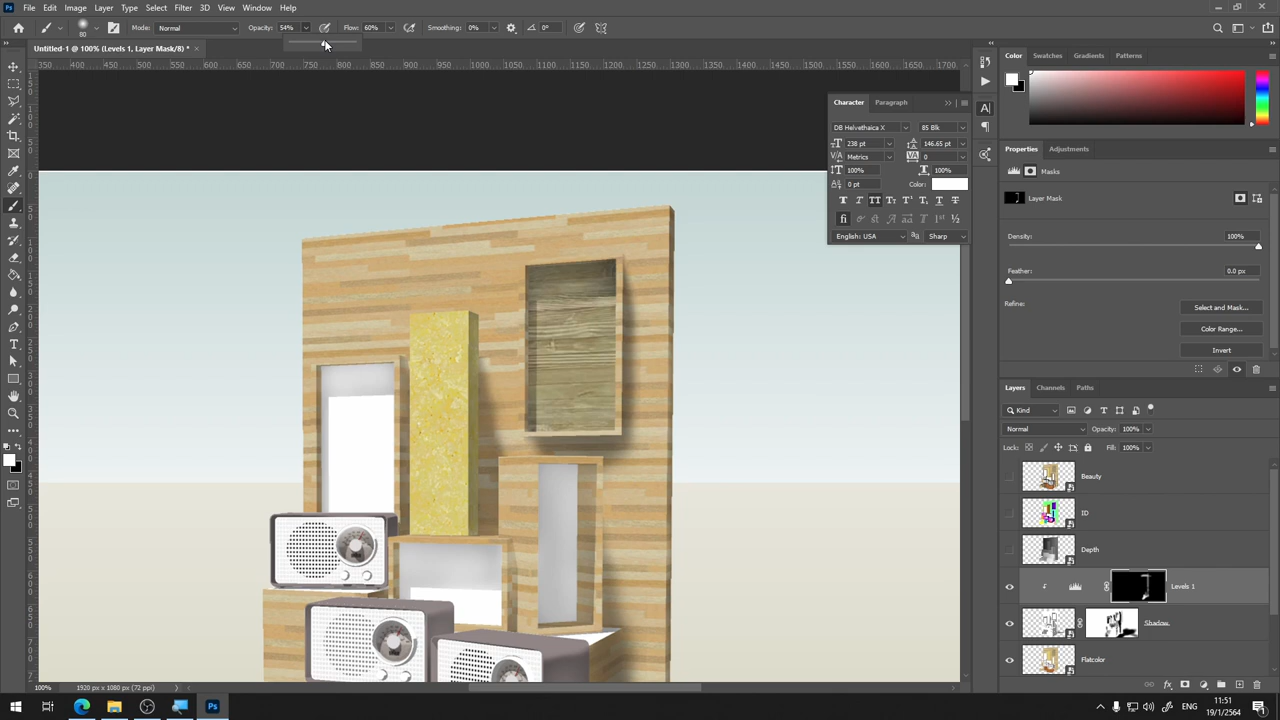 Ps File Edit Image Layer Type Select Filter 3D View Window Help
80 Mode: Normal Opacity: 54% Flow: 60% Smoothing: 0% 0°
Untitled-1 @ 100% (Levels 1, Layer Mask/8) * ×
350 400 450 500 550 600 650 700 750 800 850 900 950 1000 1050 1100 1150 1200 1250 1300 1350 1400 1450 1500 1550 1600 1650 1700
Color Swatches Gradients Patterns
Character Paragraph
DB Helvethaica X 85 Blk
238 pt 146.65 pt
Metrics 0
100% 100%
0 pt Color:
English: USA Sharp
Properties Adjustments
Masks
Layer Mask
Density: 100%
Feather: 0.0 px
Refine: Select and Mask...
Color Range...
Invert
Layers Channels Paths
Kind
Normal Opacity: 100%
Lock: Fill: 100%
Beauty
ID
Depth
Levels 1
Shadow
Flatcolor
100% 1920 px x 1080 px (72 ppi)
ENG 11:51
19/1/2564